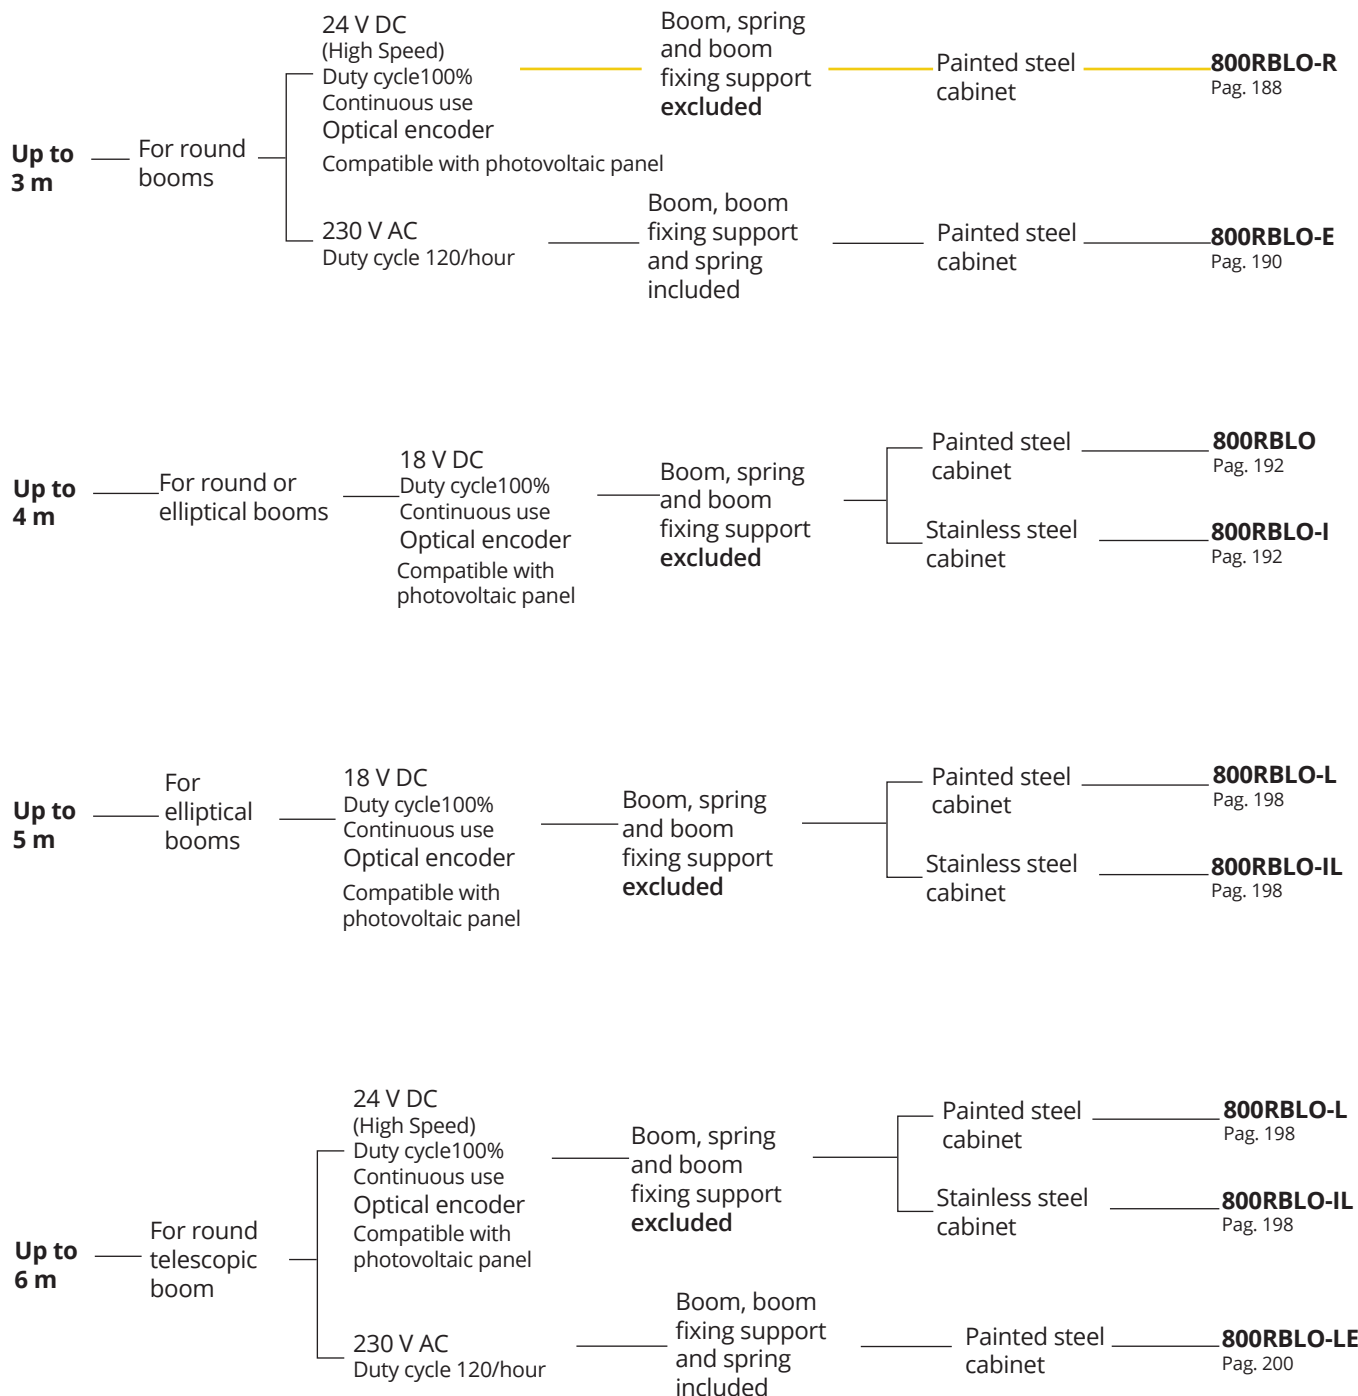 Up to
3 m
For round
booms
24 V DC
(High Speed)
Duty cycle100%
Continuous use
Optical encoder
Compatible with photovoltaic panel
Boom, spring
and boom
fixing support
excluded
Painted steel
cabinet
800RBLO-R
Pag. 188
230 V AC
Duty cycle 120/hour
Boom, boom
fixing support
and spring
included
Painted steel
cabinet
800RBLO-E
Pag. 190
Up to
4 m
For round or
elliptical booms
18 V DC
Duty cycle100%
Continuous use
Optical encoder
Compatible with
photovoltaic panel
Boom, spring
and boom
fixing support
excluded
Painted steel
cabinet
800RBLO
Pag. 192
Stainless steel
cabinet
800RBLO-I
Pag. 192
Up to
5 m
For
elliptical
booms
18 V DC
Duty cycle100%
Continuous use
Optical encoder
Compatible with
photovoltaic panel
Boom, spring
and boom
fixing support
excluded
Painted steel
cabinet
800RBLO-L
Pag. 198
Stainless steel
cabinet
800RBLO-IL
Pag. 198
Up to
6 m
For round
telescopic
boom
24 V DC
(High Speed)
Duty cycle100%
Continuous use
Optical encoder
Compatible with
photovoltaic panel
Boom, spring
and boom
fixing support
excluded
Painted steel
cabinet
800RBLO-L
Pag. 198
Stainless steel
cabinet
800RBLO-IL
Pag. 198
230 V AC
Duty cycle 120/hour
Boom, boom
fixing support
and spring
included
Painted steel
cabinet
800RBLO-LE
Pag. 200